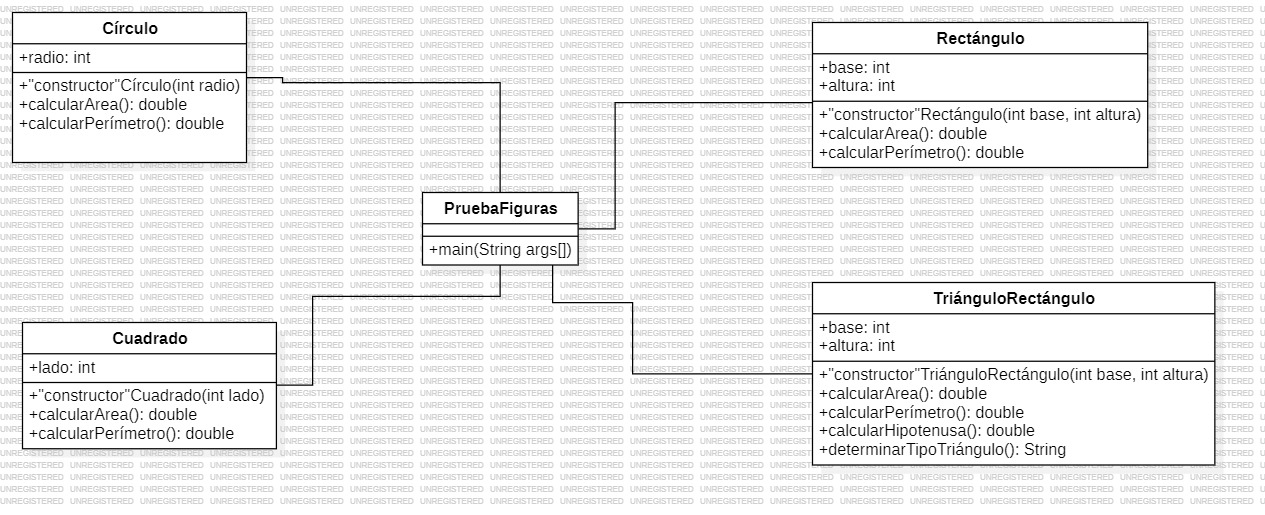 Círculo
+radio: int
+"constructor"Círculo(int radio)
+calcularArea(): double
+calcularPerímetro(): double
Rectángulo
+base: int
+altura: int
+"constructor"Rectángulo(int base, int altura)
+calcularArea(): double
+calcularPerímetro(): double
PruebaFiguras
+main(String args[])
Cuadrado
+lado: int
+"constructor"Cuadrado(int lado)
+calcularArea(): double
+calcularPerímetro(): double
TriánguloRectángulo
+base: int
+altura: int
+"constructor"TriánguloRectángulo(int base, int altura)
+calcularArea(): double
+calcularPerímetro(): double
+calcularHipotenusa(): double
+determinarTipoTriángulo(): String
UNREGISTERED